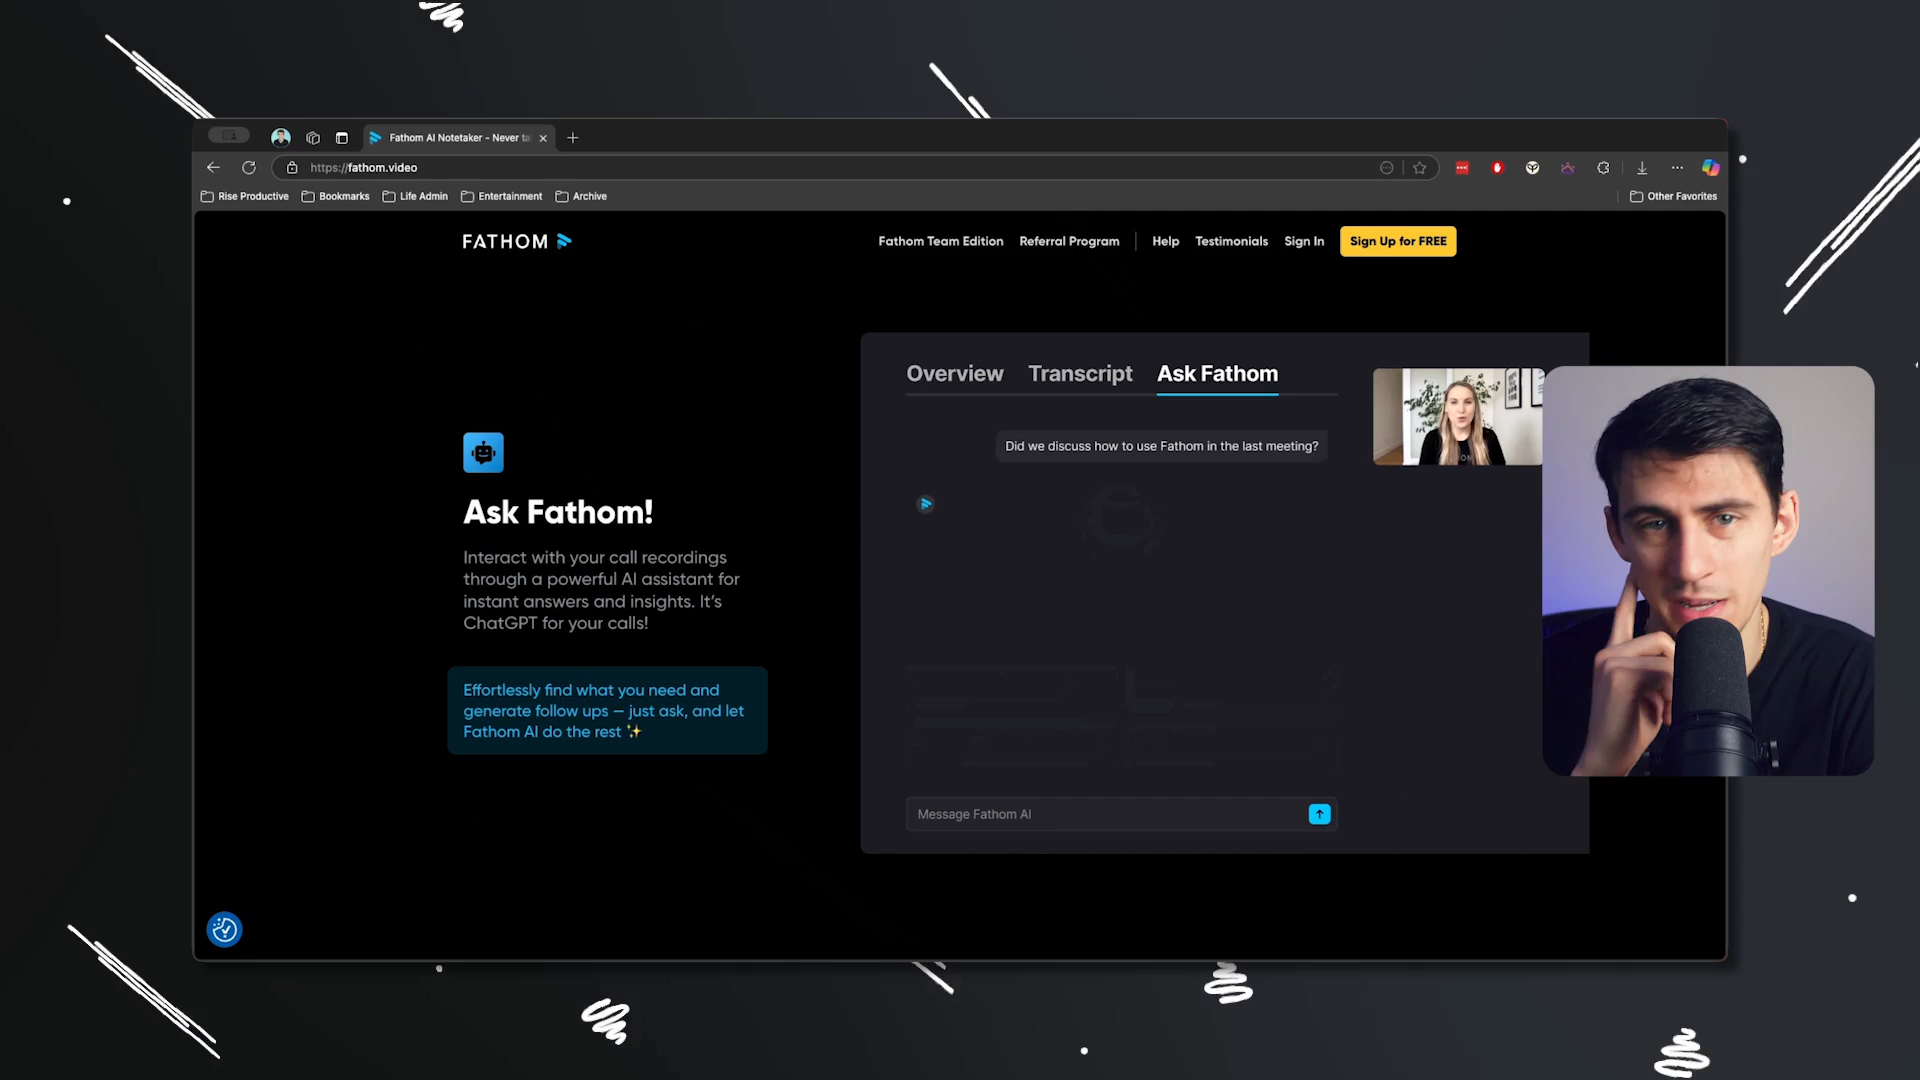 Fathom AI Notetaker - Never ta
https://fathom.video
Rise Productive
Bookmarks
Life Admin
Entertainment
Archive
Other Favorites
FATHOM
Fathom Team Edition
Referral Program
Help
Testimonials
Sign In
Sign Up for FREE
Overview
Transcript
Ask Fathom
Did we discuss how to use Fathom in the last meeting?
Ask Fathom!
Interact with your call recordings
through a powerful AI assistant for
instant answers and insights. It’s
ChatGPT for your calls!
Effortlessly find what you need and
generate follow ups – just ask, and let
Fathom AI do the rest ✨
Message Fathom AI